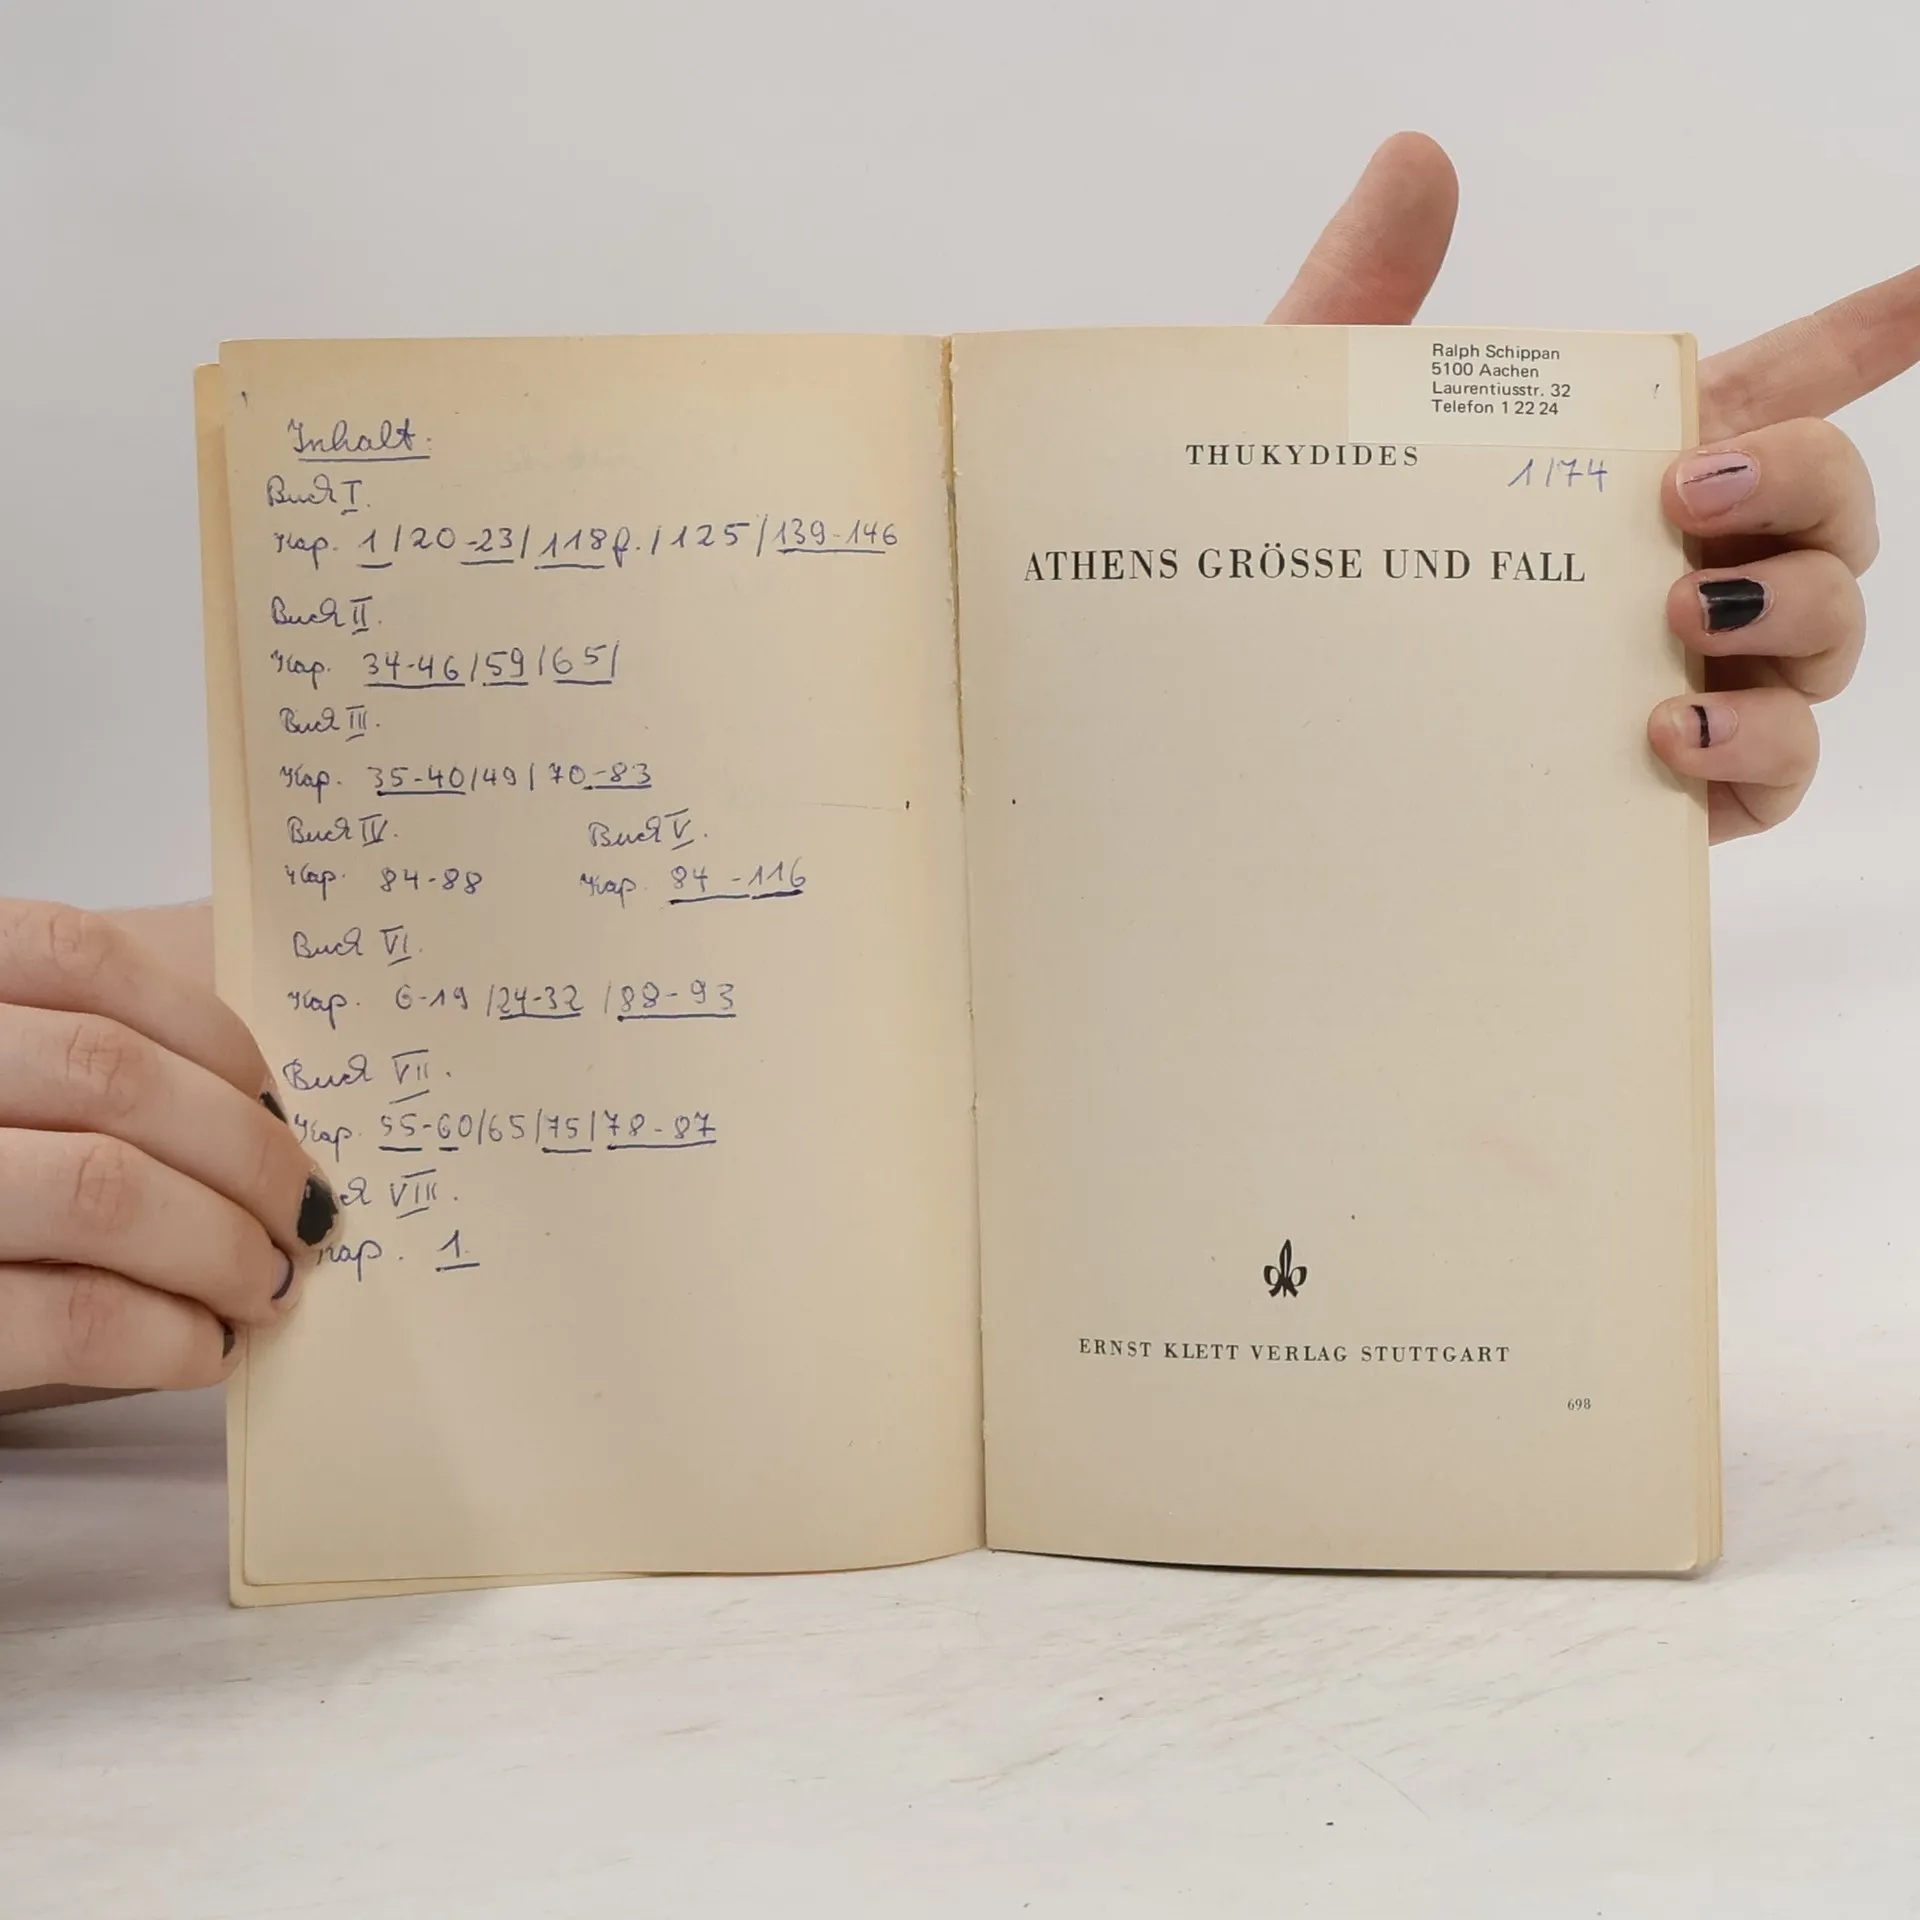 Inhalt:
Buch I.
Kap. 1/20-23/118f./125/139-146
Buch II.
Kap. 34-46/59/65/
Buch III.
Kap. 35-40/49/70-83
Buch IV.
Kap. 84-88
Buch V.
Kap. 84-116
Buch VI.
Kap. 6-19/24-32/88-93
Buch VII.
Kap. 55-60/65/75/78-87
ch VIII.
Kap. 1.
Ralph Schippan
5100 Aachen
Laurentiusstr. 32
Telefon 1 22 24
THUKYDIDES
1/74
ATHENS GRÖSSE UND FALL
ERNST KLETT VERLAG STUTTGART
698